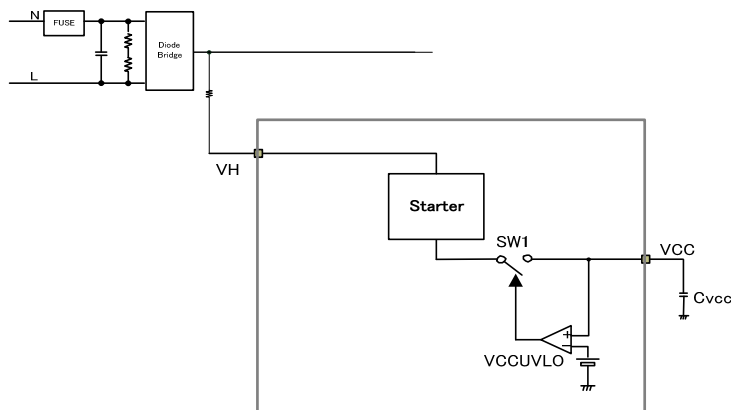 N
FUSE
Diode
Bridge
L
VH
Starter
SW1
VCC
Cvcc
+
−
VCCUVLO